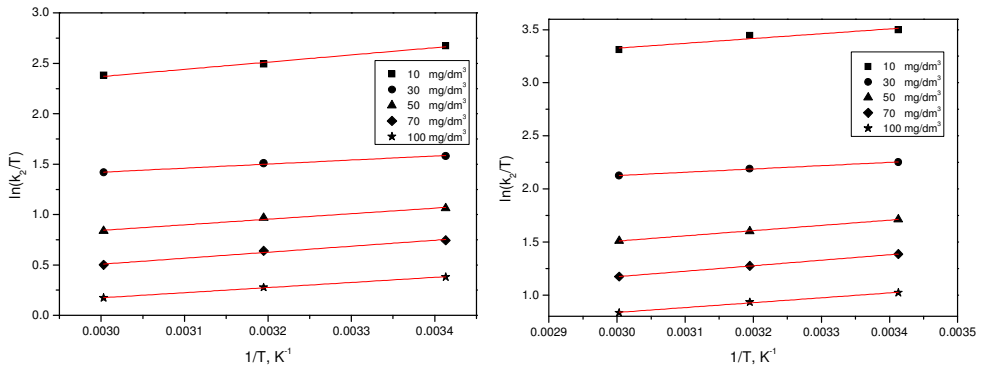 3.0
2.5
2.0
1.5
1.0
0.5
0.0
ln(k₂/T)
10 mg/dm³
30 mg/dm³
50 mg/dm³
70 mg/dm³
100 mg/dm³
0.0030
0.0031
0.0032
0.0033
0.0034
1/T, K⁻¹
3.5
3.0
2.5
2.0
1.5
1.0
ln(k₂/T)
10 mg/dm³
30 mg/dm³
50 mg/dm³
70 mg/dm³
100 mg/dm³
0.0029
0.0030
0.0031
0.0032
0.0033
0.0034
0.0035
1/T, K⁻¹